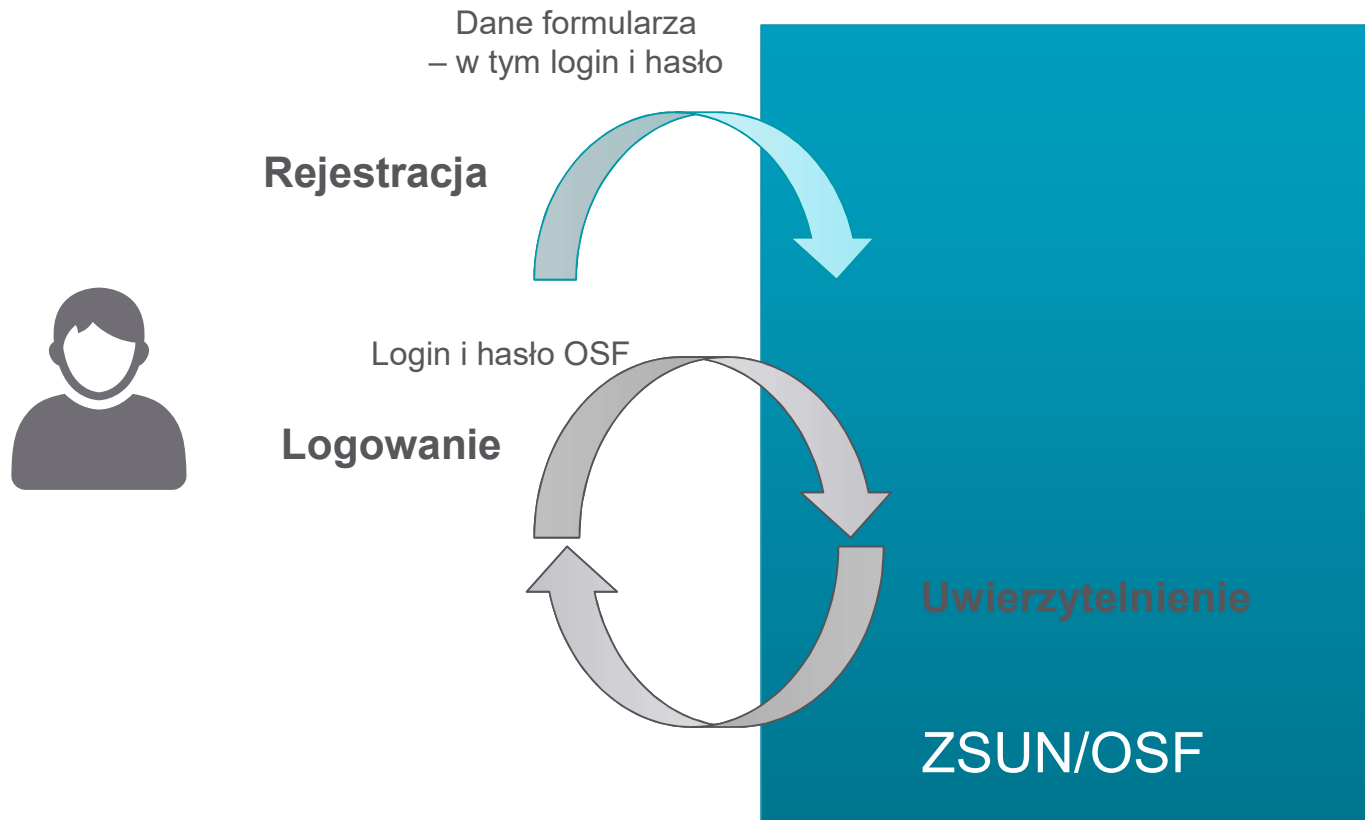 Dane formularza
– w tym login i hasło
Rejestracja
Login i hasło OSF
Logowanie
Uwierzytelnienie
ZSUN/OSF